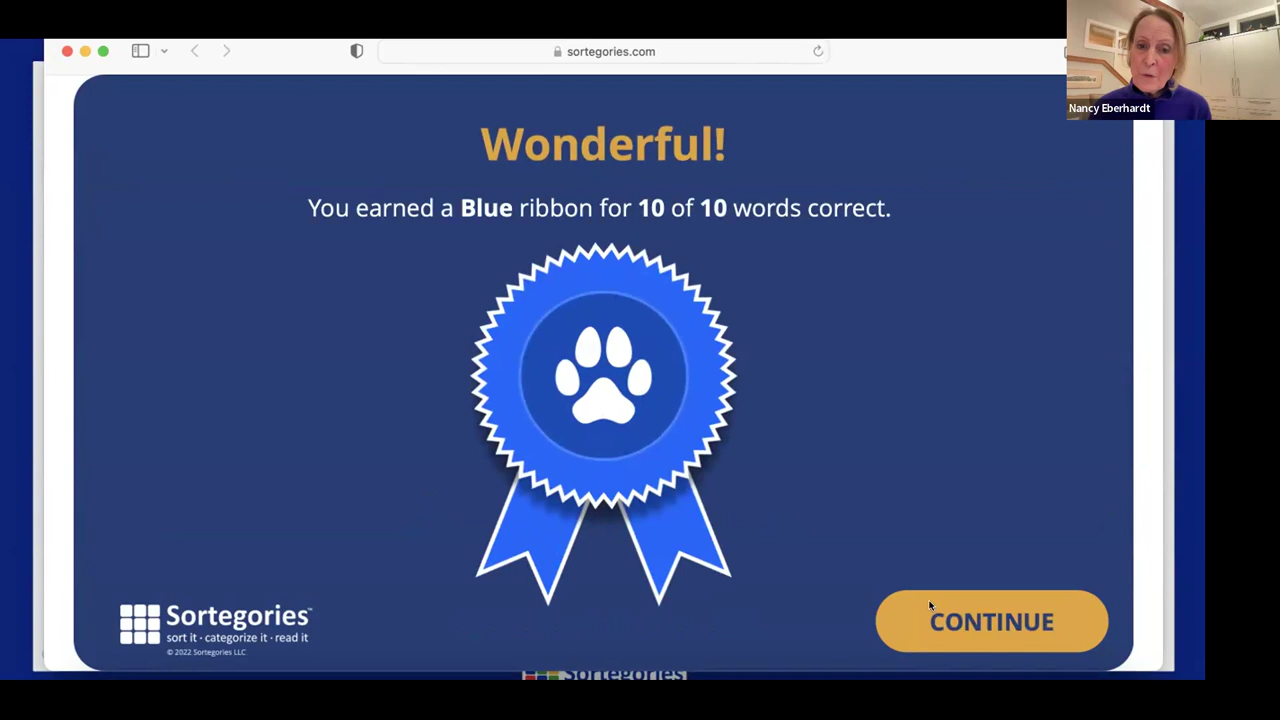 sortegories.com
Nancy Eberhardt
Wonderful!
You earned a Blue ribbon for 10 of 10 words correct.
Sortegories™
sort it · categorize it · read it
© 2022 Sortegories LLC
CONTINUE
Sortegories